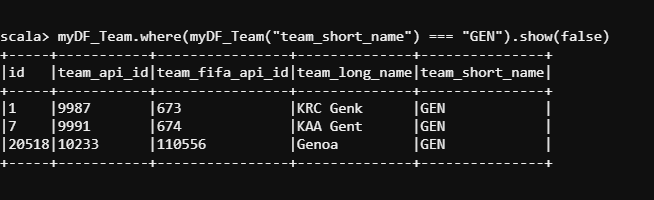 scala> myDF_Team.where(myDF_Team("team_short_name") === "GEN").show(false)
+-----+-----------+----------------+--------------+---------------+
|id   |team_api_id|team_fifa_api_id|team_long_name|team_short_name|
+-----+-----------+----------------+--------------+---------------+
|1    |9987       |673             |KRC Genk      |GEN            |
|7    |9991       |674             |KAA Gent      |GEN            |
|20518|10233      |110556          |Genoa         |GEN            |
+-----+-----------+----------------+--------------+---------------+